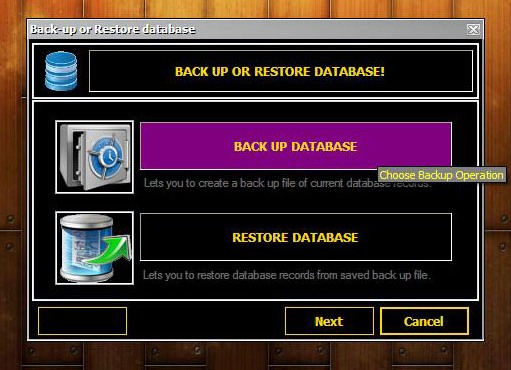 Back-up or Restore database
BACK UP OR RESTORE DATABASE!
BACK UP DATABASE
Choose Backup Operation
Lets you to create a back up file of current database records.
RESTORE DATABASE
Lets you to restore database records from saved back up file.
Next
Cancel